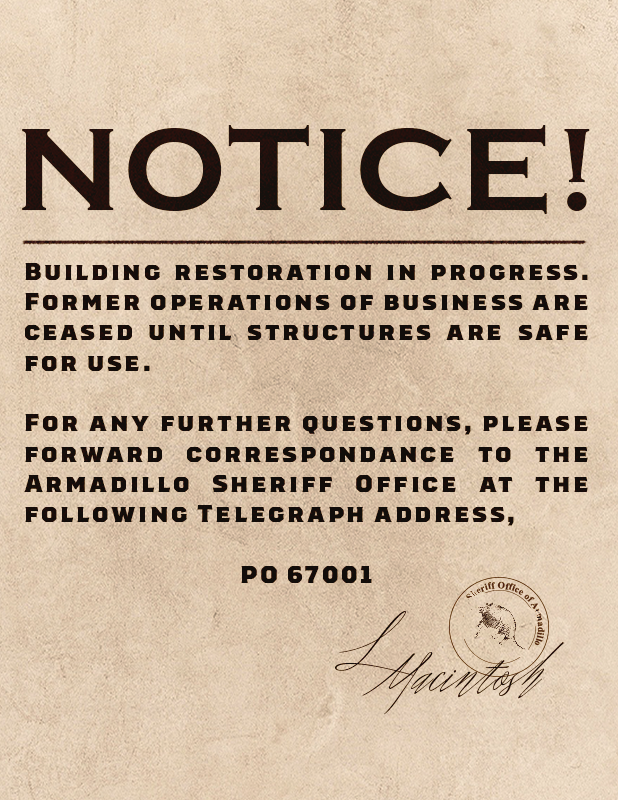 NOTICE!
BUILDING RESTORATION IN PROGRESS.
FORMER OPERATIONS OF BUSINESS ARE
CEASED UNTIL STRUCTURES ARE SAFE
FOR USE.
FOR ANY FURTHER QUESTIONS, PLEASE
FORWARD CORRESPONDANCE TO THE
ARMADILLO SHERIFF OFFICE AT THE
FOLLOWING TELEGRAPH ADDRESS,
PO 67001
Sheriff Office of Armadillo
L Macintosh